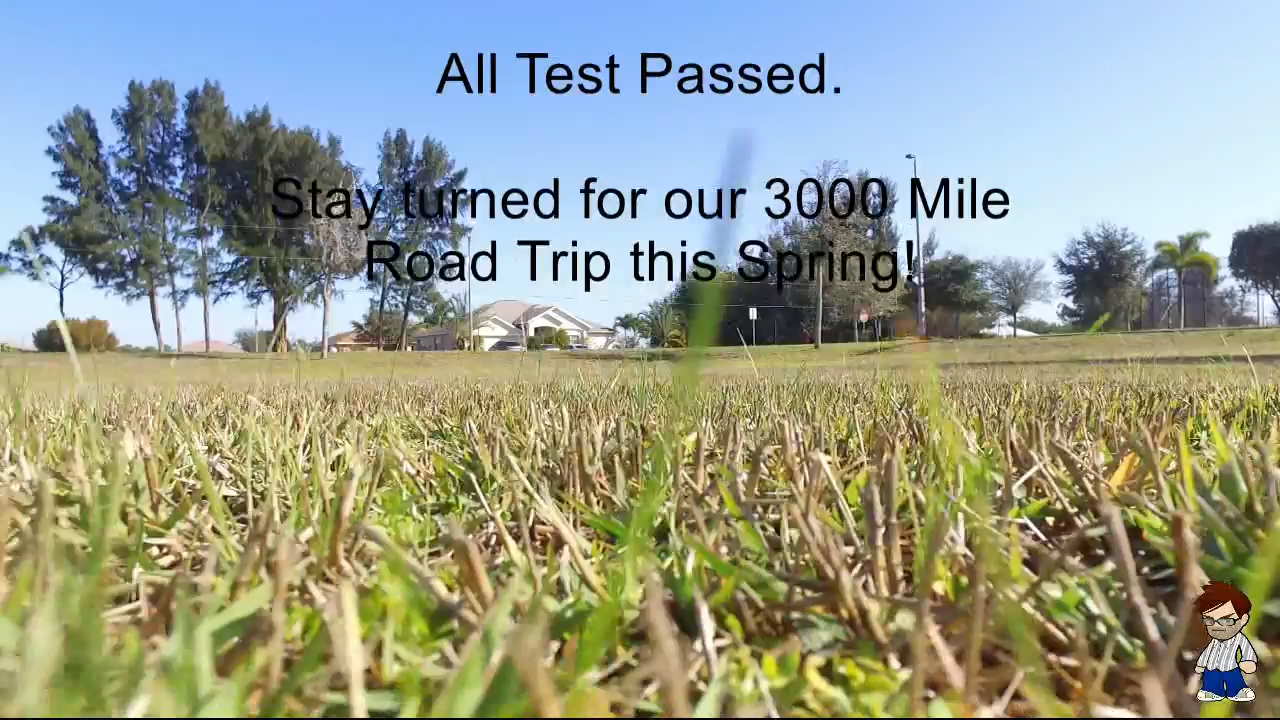 All Test Passed.
Stay turned for our 3000 Mile
Road Trip this Spring!